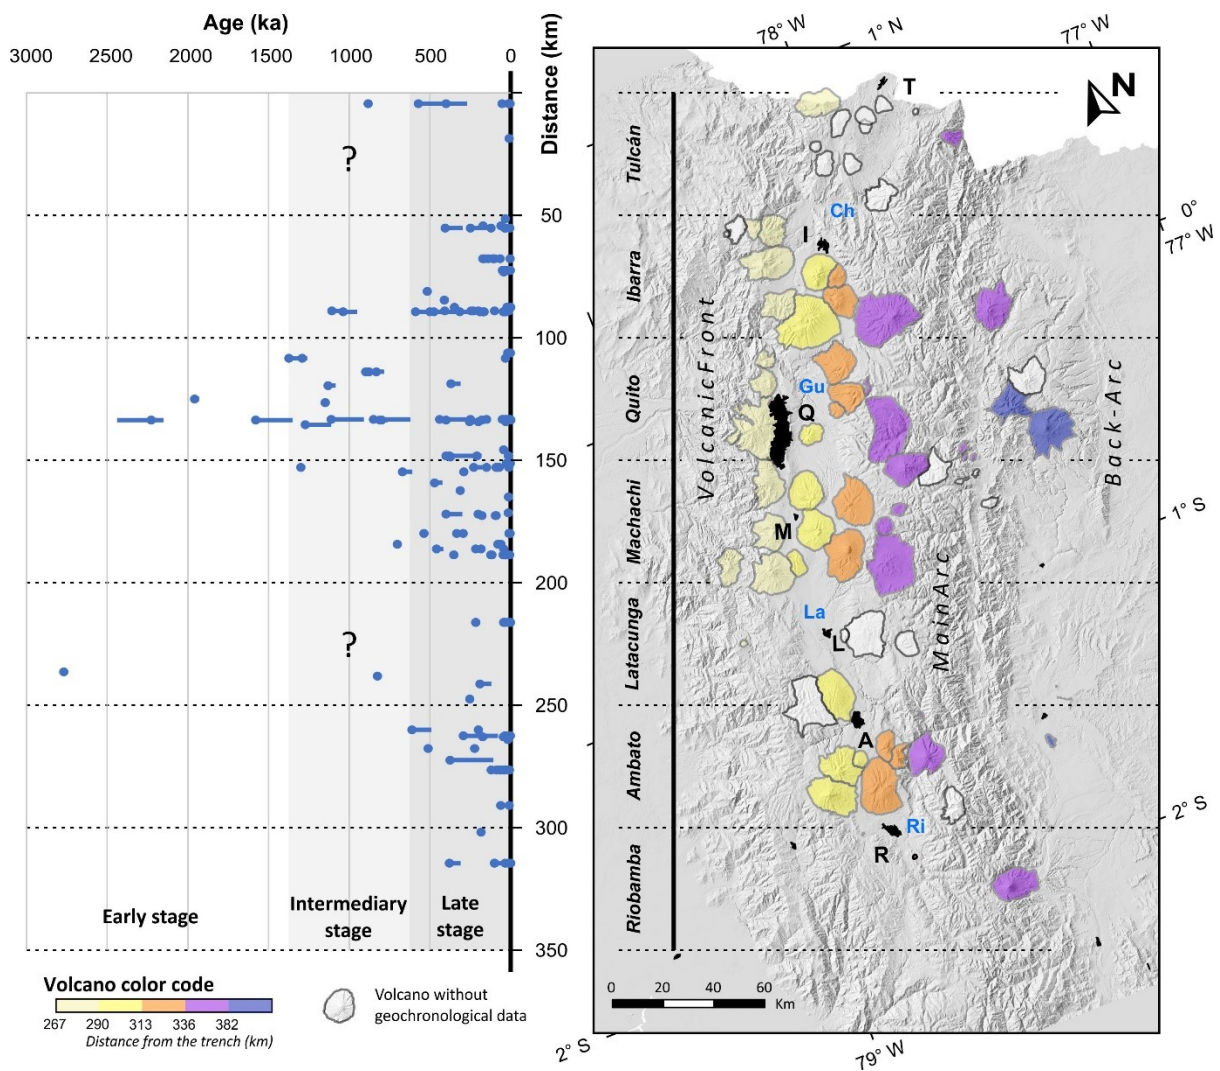 Age (ka)
3000 2500 2000 1500 1000 500 0
Distance (km)
?
50
100
150
200
?
250
300
350
Early stage
Intermediary
stage
Late
stage
Volcano color code
267 290 313 336 382
Distance from the trench (km)
Volcano without
geochronological data
78° W
1° N
77° W
N
T
Tulcán
Ch
0°
77° W
I
Ibarra
Volcanic Front
Gu
Q
Quito
Back-Arc
M
Machachi
1° S
La
L
Latacunga
Main Arc
A
Ambato
2° S
Ri
R
Riobamba
0 20 40 60
Km
2° S
79° W